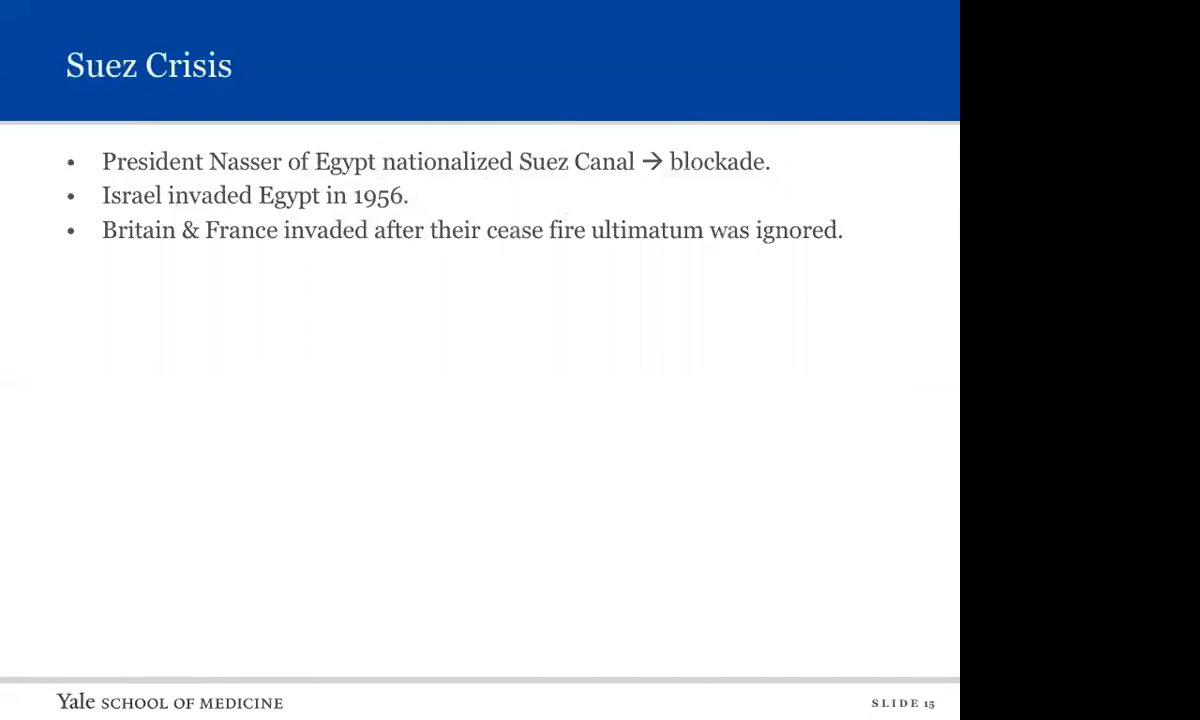 Suez Crisis
• President Nasser of Egypt nationalized Suez Canal → blockade.
• Israel invaded Egypt in 1956.
• Britain & France invaded after their cease fire ultimatum was ignored.
Yale SCHOOL OF MEDICINE
SLIDE 15